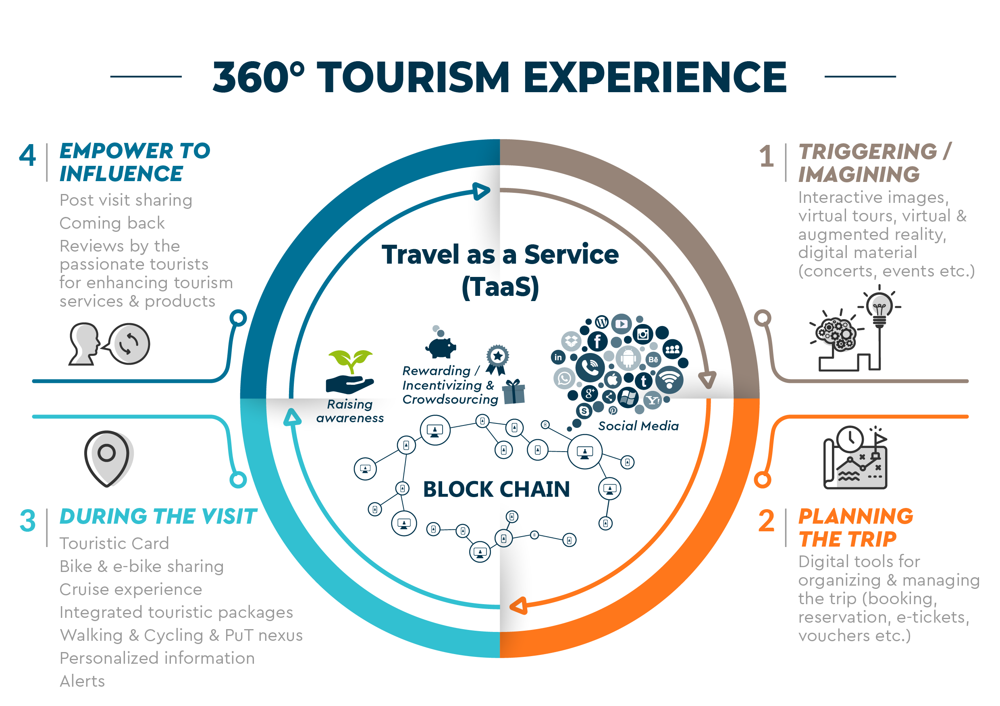 360° TOURISM EXPERIENCE
1
TRIGGERING /
IMAGINING
Interactive images,
virtual tours, virtual &
augmented reality,
digital material
(concerts, events etc.)
2
PLANNING
THE TRIP
Digital tools for
organizing & managing
the trip (booking,
reservation, e-tickets,
vouchers etc.)
3
DURING THE VISIT
Touristic Card
Bike & e-bike sharing
Cruise experience
Integrated touristic packages
Walking & Cycling & PuT nexus
Personalized information
Alerts
4
EMPOWER TO
INFLUENCE
Post visit sharing
Coming back
Reviews by the
passionate tourists
for enhancing tourism
services & products
Travel as a Service
(TaaS)
Raising
awareness
Rewarding /
Incentivizing &
Crowdsourcing
W
f
in
Bē
t
g+
Y!
S
Social Media
BLOCK CHAIN